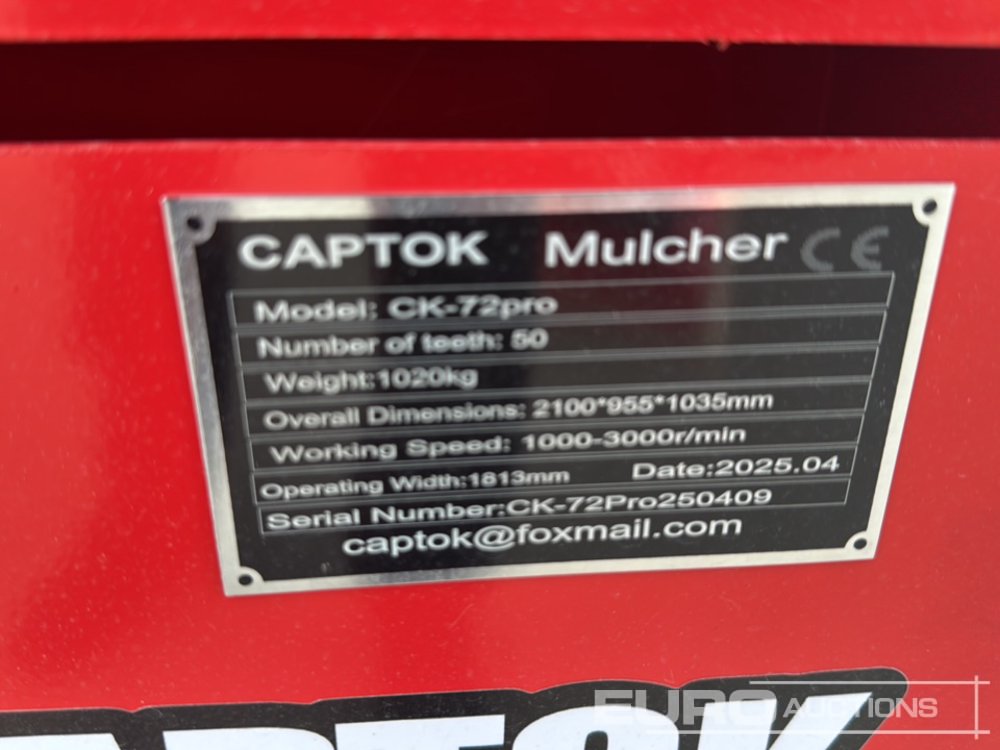 CAPTOK Mulcher CE
Model: CK-72pro
Number of teeth: 50
Weight:1020kg
Overall Dimensions: 2100*955*1035mm
Working Speed: 1000-3000r/min
Operating Width:1813mm Date:2025.04
Serial Number:CK-72Pro250409
captok@foxmail.com
EURO AUCTIONS